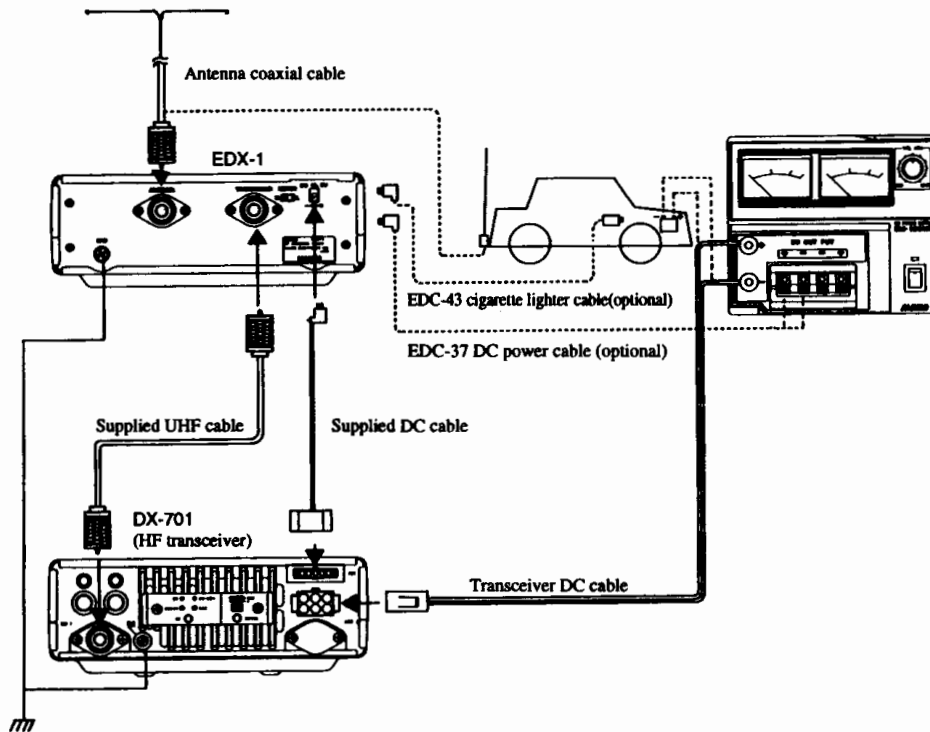 Antenna coaxial cable
EDX-1
EDC-43 cigarette lighter cable(optional)
EDC-37 DC power cable (optional)
Supplied UHF cable
Supplied DC cable
DX-701
(HF transceiver)
Transceiver DC cable